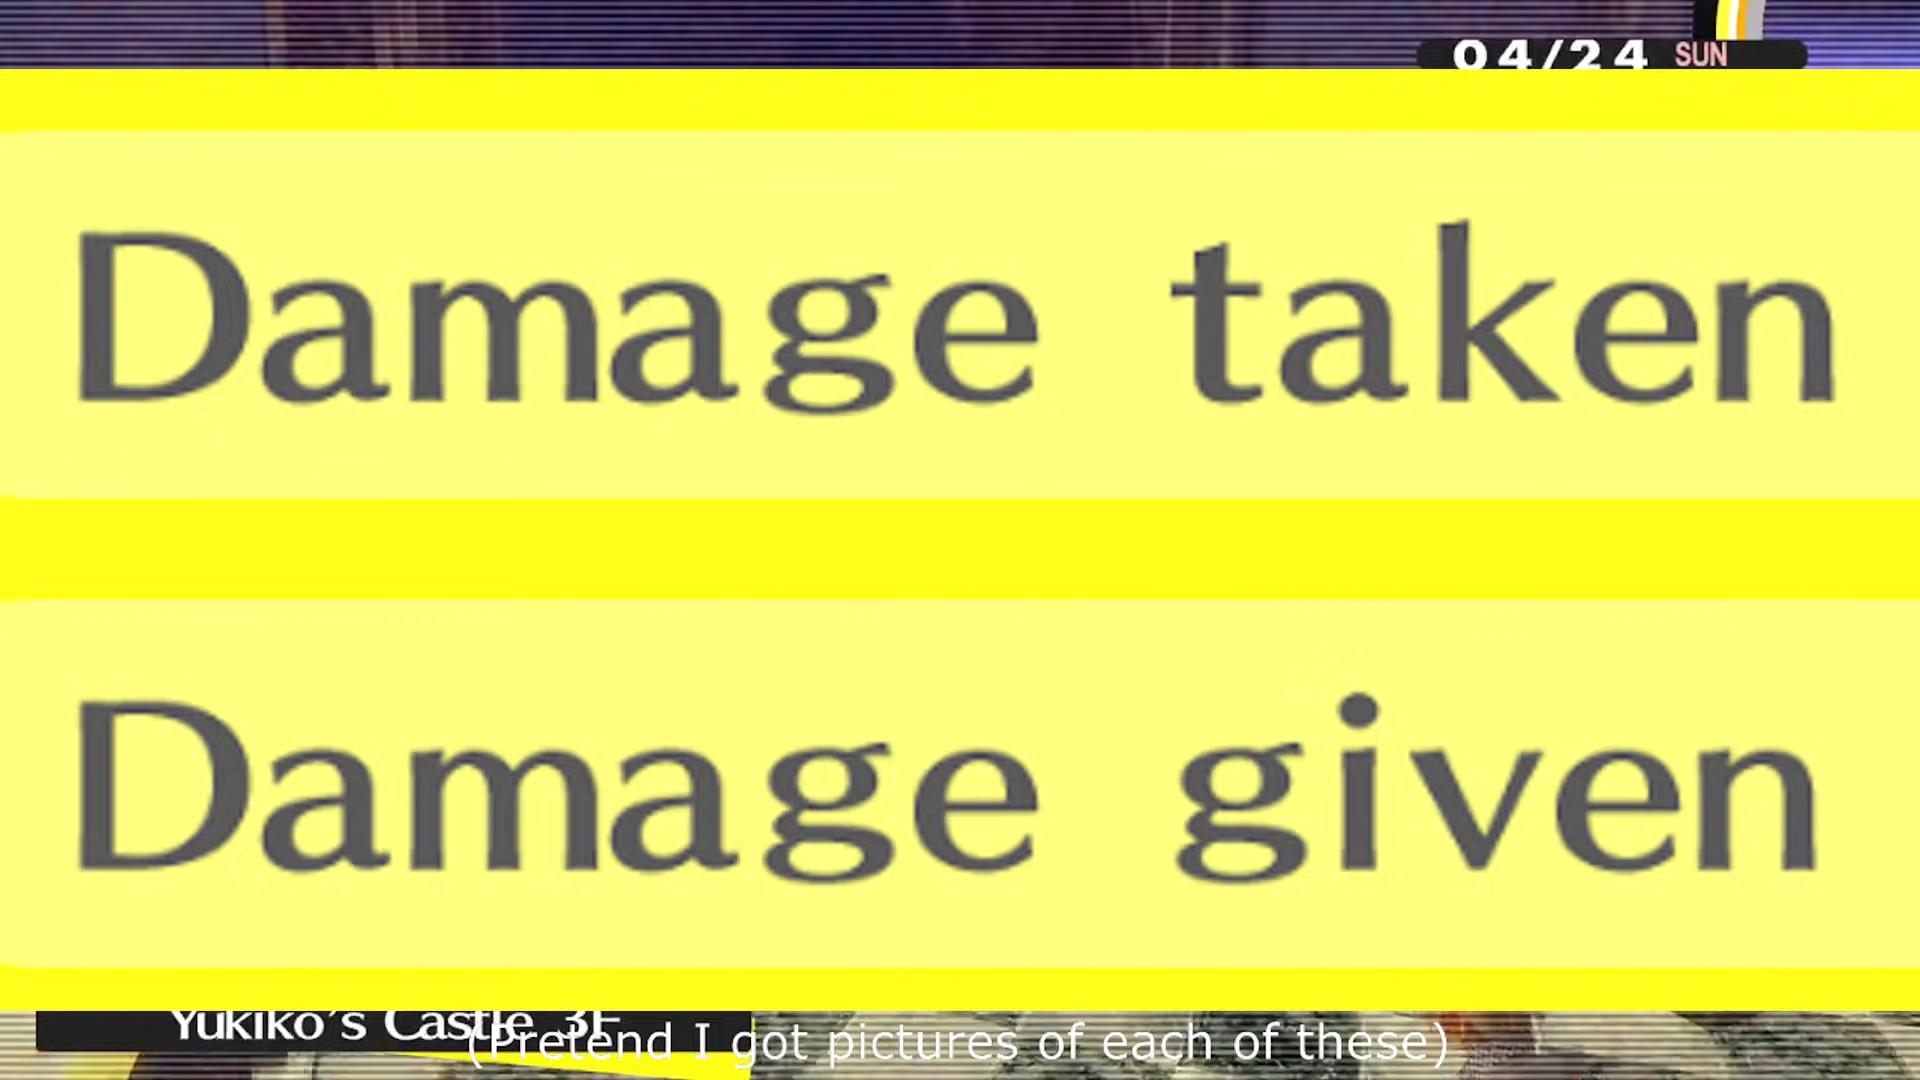 04/24 SUN
Damage taken
Damage given
Yukiko's Castle 3F
(Pretend I got pictures of each of these)